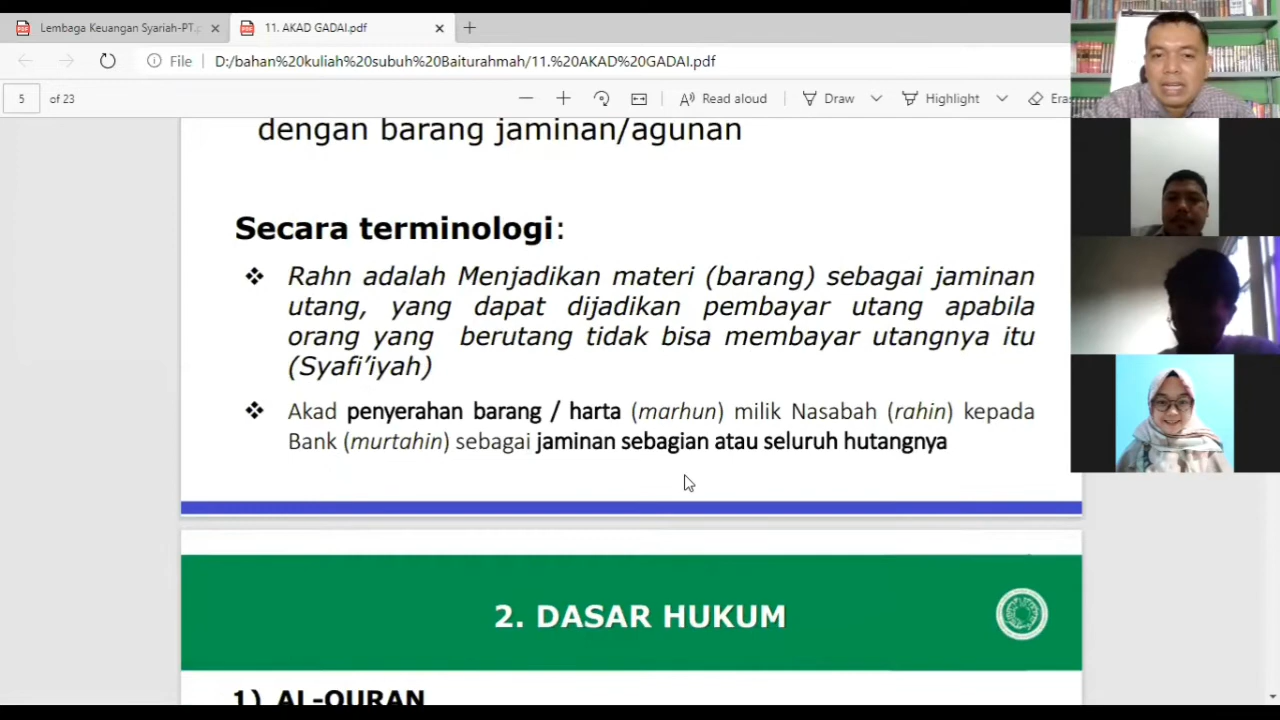 Lembaga Keuangan Syariah-PT.
11. AKAD GADAI.pdf
File
D:/bahan%20kuliah%20subuh%20Baiturahmah/11.%20AKAD%20GADAI.pdf
5 of 23
Read aloud
Draw
Highlight
Eras
dengan barang jaminan/agunan
Secara terminologi:
❖ Rahn adalah Menjadikan materi (barang) sebagai jaminan
utang, yang dapat dijadikan pembayar utang apabila
orang yang berutang tidak bisa membayar utangnya itu
(Syafi’iyah)
❖ Akad penyerahan barang / harta (marhun) milik Nasabah (rahin) kepada
Bank (murtahin) sebagai jaminan sebagian atau seluruh hutangnya
2. DASAR HUKUM
1) AL-QURAN